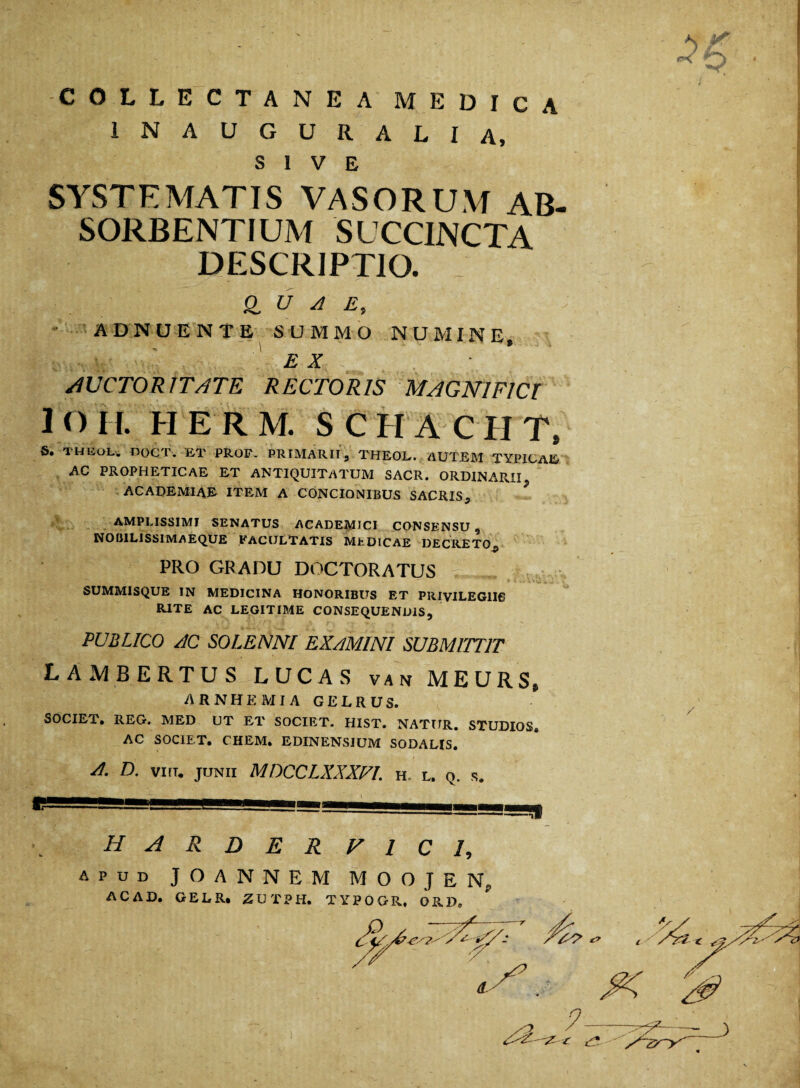 25
COLLECTANEA MEDICA
INAUGURALIA,
SIVE
SYSTEMATIS VASORUM AB-
SORBENTIUM SUCCINCTA
DESCRIPTIO.
QUAE,
ADNUENTE SUMMO NUMINE,
EX
AUCTORITATE RECTORIS MAGNIFICI
IOH. HERM. SCHACHT,
S. THEOL. DOCT. ET PROF. PRIMARII, THEOL. AUTEM TYPICAE
AC PROPHETICAE ET ANTIQUITATUM SACR. ORDINARII,
ACADEMIAE ITEM A CONCIONIBUS SACRIS,
AMPLISSIMI SENATUS ACADEMICI CONSENSU,
NOBILISSIMAEQUE FACULTATIS MEDICAE DECRETO,
PRO GRADU DOCTORATUS
SUMMISQUE IN MEDICINA HONORIBUS ET PRIVILEGIIS
RITE AC LEGITIME CONSEQUENDIS,
PUBLICO AC SOLENNI EXAMINI SUBMITTIT
LAMBERTUS LUCAS VAN MEURS,
ARNHEMIA GELRUS.
SOCIET. REG. MED UT ET SOCIET. HIST. NATUR. STUDIOS.
AC SOCIET. CHEM. EDINENSIUM SODALIS.
A. D. VIII. JUNII MDCCLXXXVI. H. L. Q. S.
HARDERVICI,
APUD JOANNEM MOOJEN,
ACAD. GELR. ZUTPH. TYPOGR. ORD.